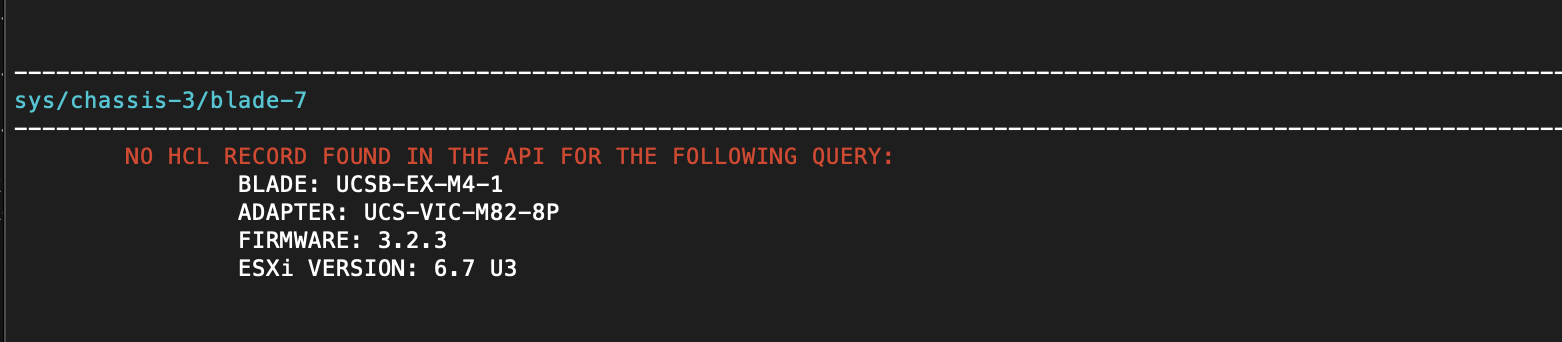 sys/chassis-3/blade-7
NO HCL RECORD FOUND IN THE API FOR THE FOLLOWING QUERY:
BLADE: UCSB-EX-M4-1
ADAPTER: UCS-VIC-M82-8P
FIRMWARE: 3.2.3
ESXi VERSION: 6.7 U3